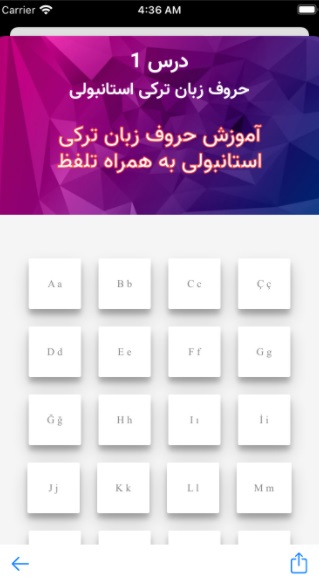 Carrier 4:36 AM
درس 1
حروف زبان ترکی استانبولی
آموزش حروف زبان ترکی
استانبولی به همراه تلفظ
A a B b C c Ç ç
D d E e F f G g
Ğ ğ H h I ı İ i
J j K k L l M m